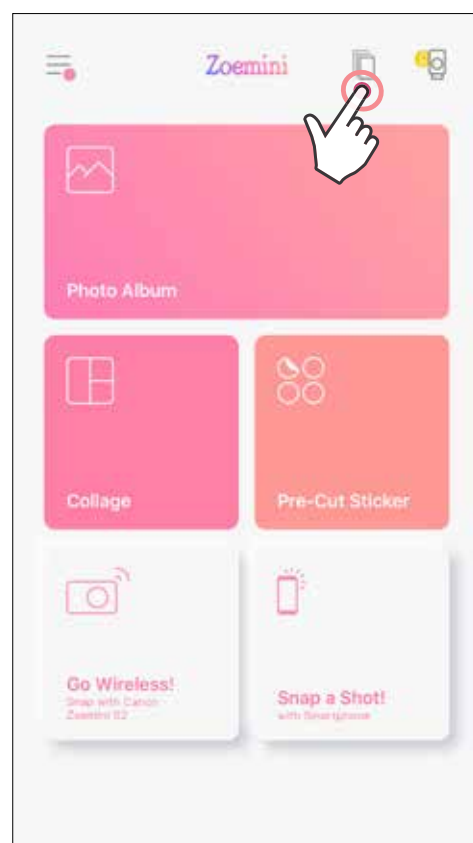 Zoemini
Photo Album
Collage
Pre-Cut Sticker
Go Wireless!
Snap with Canon
Zoemini S2
Snap a Shot!
with Smartphone